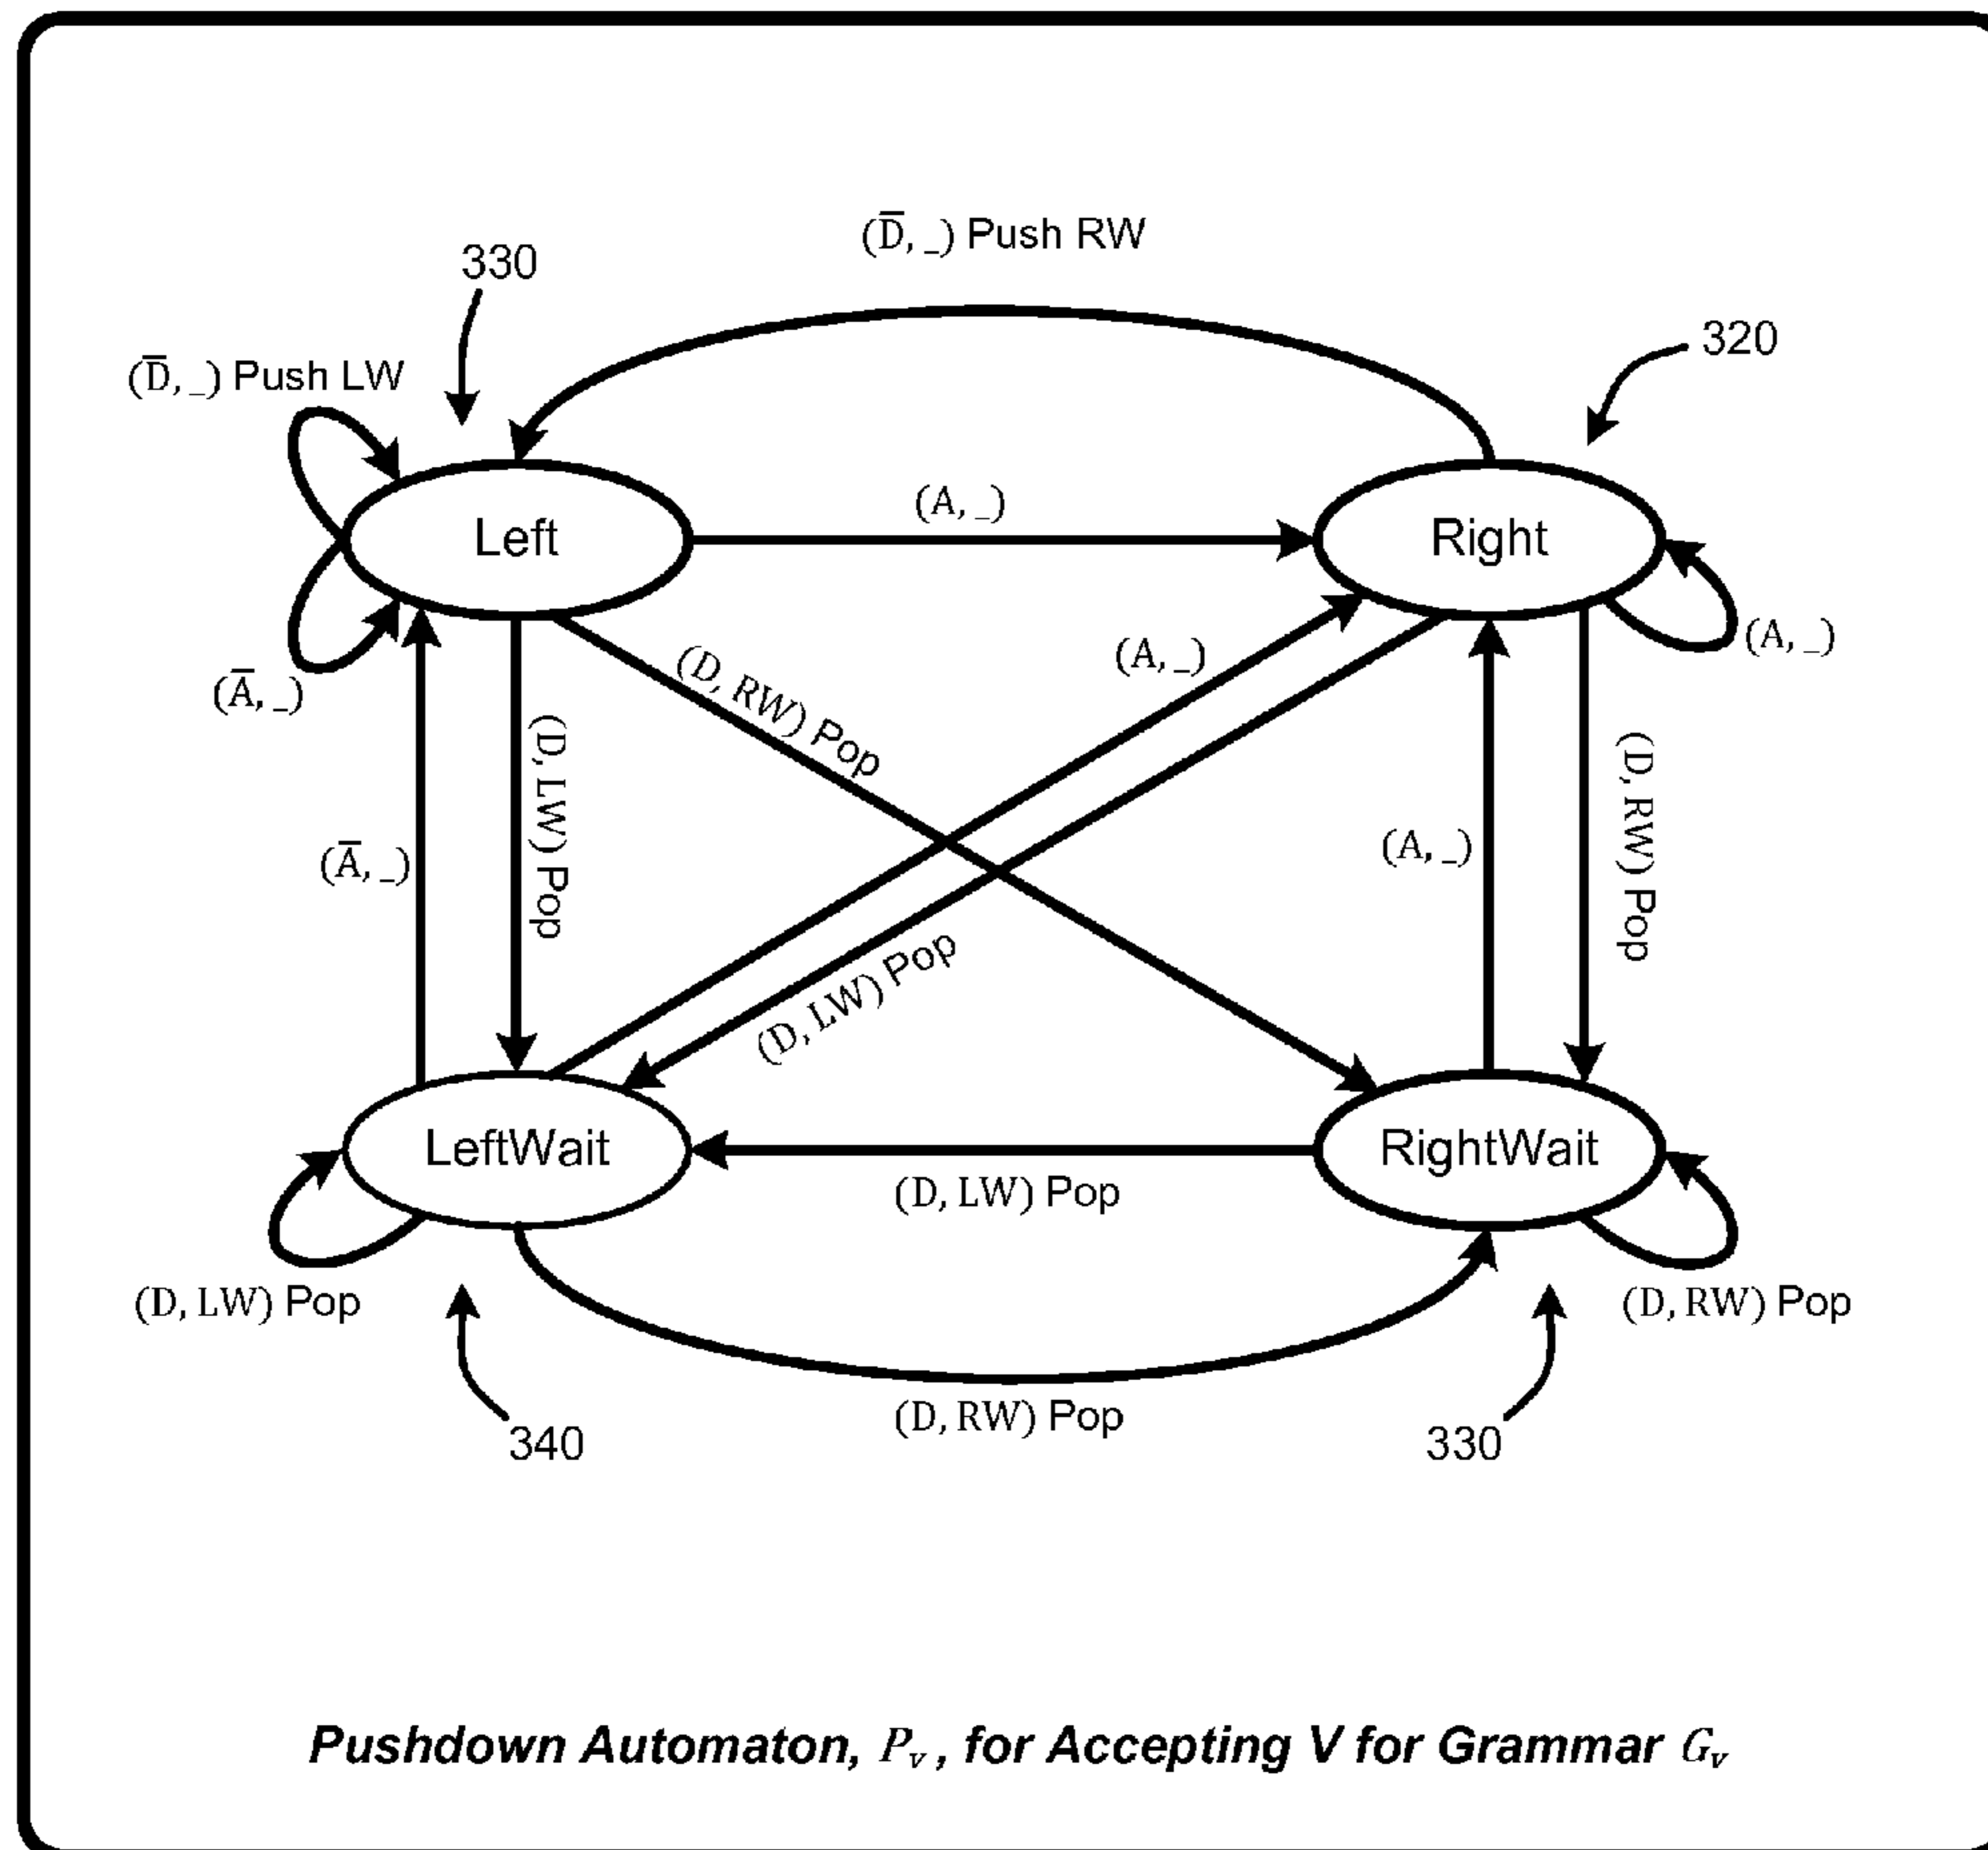 (D̅, _) Push RW
330
320
(D̅, _) Push LW
Left
(A, _)
Right
(A̅, _)
(D, RW) Pop
(A, _)
(A, _)
(D, LW) Pop
(D, RW) Pop
(A̅, _)
(A, _)
(D, LW) Pop
LeftWait
RightWait
(D, LW) Pop
(D, LW) Pop
(D, RW) Pop
(D, RW) Pop
340
330
Pushdown Automaton, Pᵥ, for Accepting V for Grammar Gᵥ